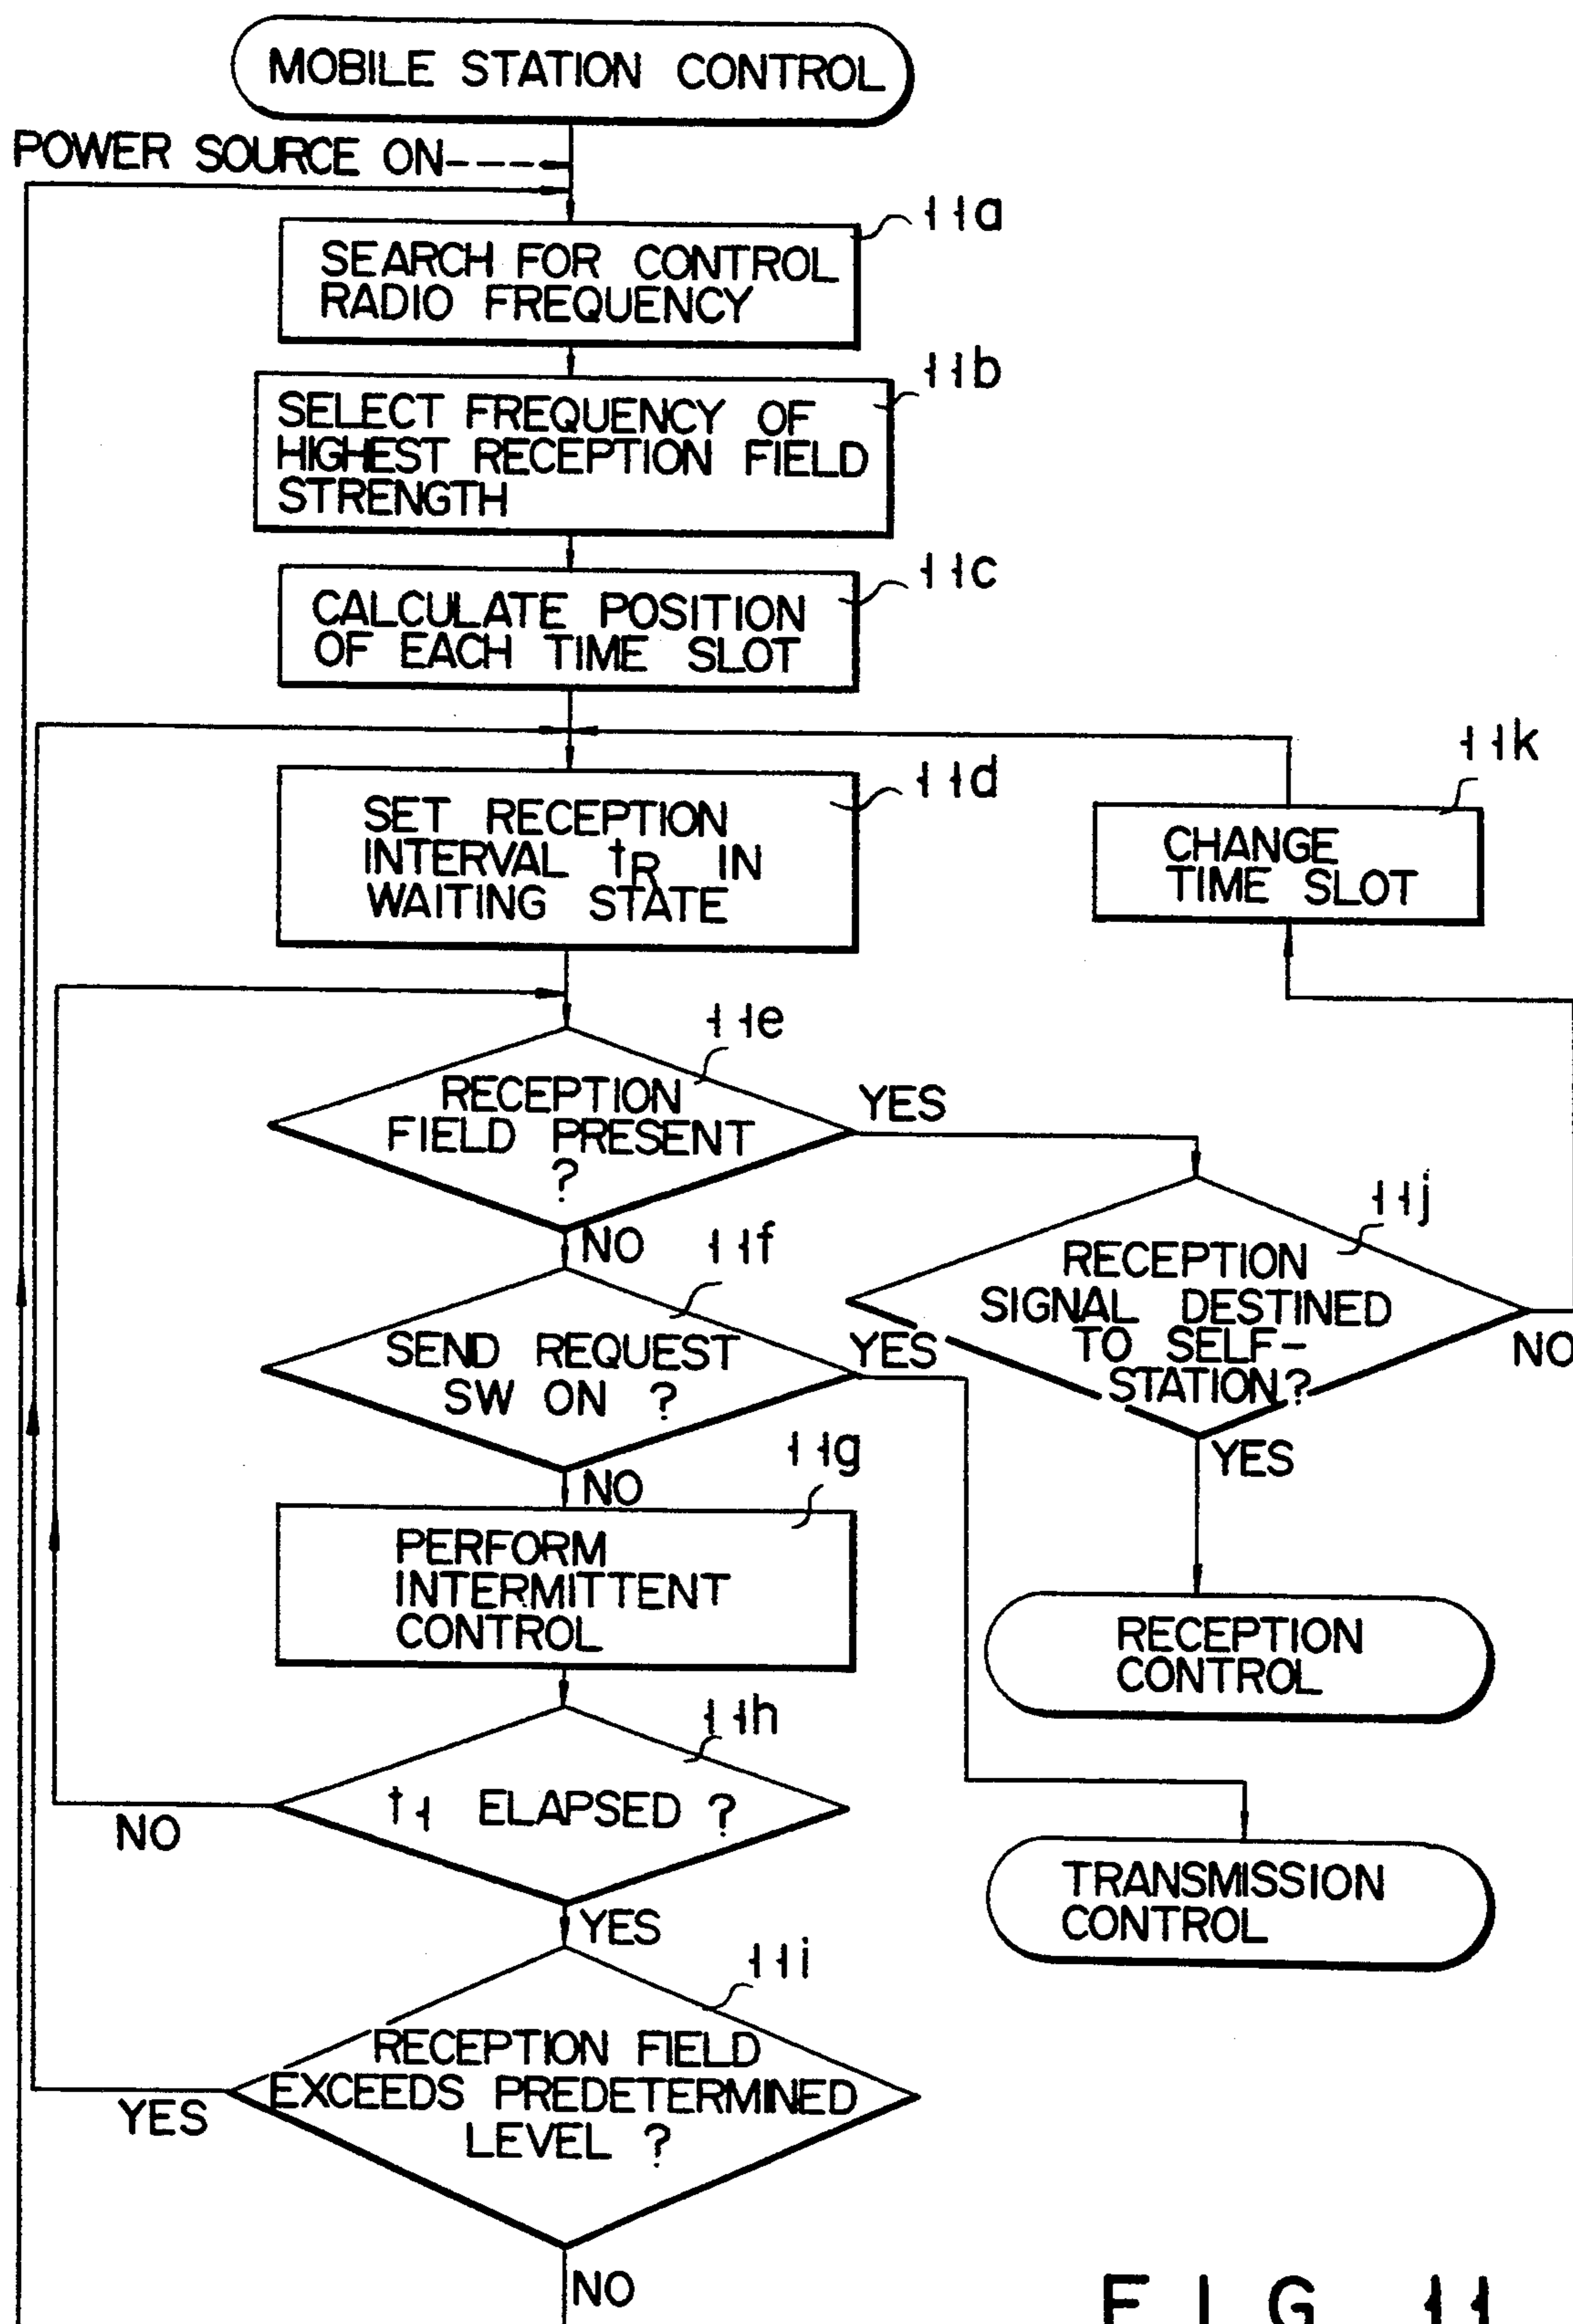 MOBILE STATION CONTROL
POWER SOURCE ON
11a
SEARCH FOR CONTROL
RADIO FREQUENCY
11b
SELECT FREQUENCY OF
HIGHEST RECEPTION FIELD
STRENGTH
11c
CALCULATE POSITION
OF EACH TIME SLOT
11d
SET RECEPTION
INTERVAL tR IN
WAITING STATE
11k
CHANGE
TIME SLOT
11e
RECEPTION
FIELD PRESENT
?
YES
NO
11j
RECEPTION
SIGNAL DESTINED
TO SELF-
STATION?
NO
YES
11f
SEND REQUEST
SW ON ?
YES
NO
11g
PERFORM
INTERMITTENT
CONTROL
RECEPTION
CONTROL
11h
t1 ELAPSED ?
NO
YES
TRANSMISSION
CONTROL
11i
RECEPTION FIELD
EXCEEDS PREDETERMINED
LEVEL ?
YES
NO
FIG. 11